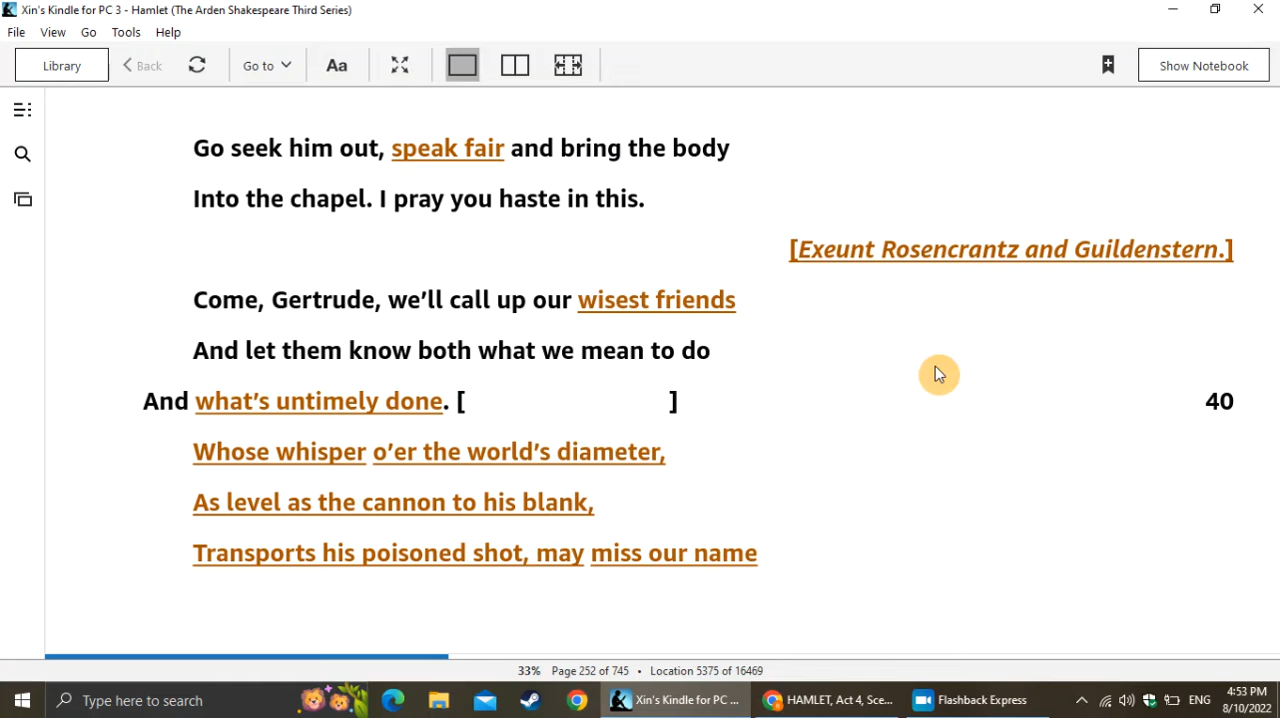 Xin's Kindle for PC 3 - Hamlet (The Arden Shakespeare Third Series)
File View Go Tools Help
Library Back Go to Aa Show Notebook
Go seek him out, speak fair and bring the body
Into the chapel. I pray you haste in this.
[Exeunt Rosencrantz and Guildenstern.]
Come, Gertrude, we’ll call up our wisest friends
And let them know both what we mean to do
And what’s untimely done. [ ] 40
Whose whisper o’er the world’s diameter,
As level as the cannon to his blank,
Transports his poisoned shot, may miss our name
33% Page 252 of 745 • Location 5375 of 16469
Type here to search Xin's Kindle for PC ... HAMLET, Act 4, Sce... Flashback Express ENG 4:53 PM
8/10/2022